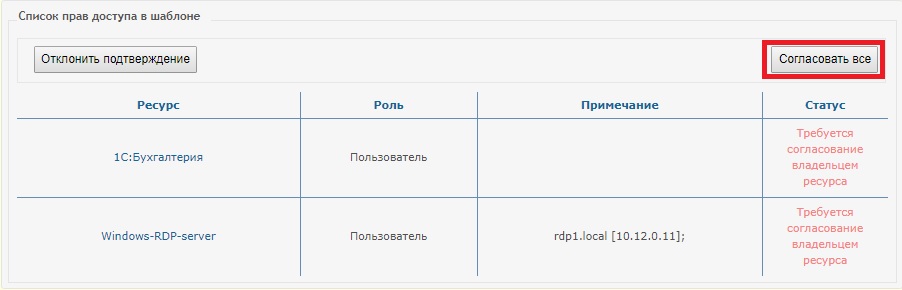 Список прав доступа в шаблоне
Отклонить подтверждение
Согласовать все
Ресурс Роль Примечание Статус
1С:Бухгалтерия Пользователь Требуется
согласование
владельцем
ресурса
Windows-RDP-server Пользователь rdp1.local [10.12.0.11]; Требуется
согласование
владельцем
ресурса